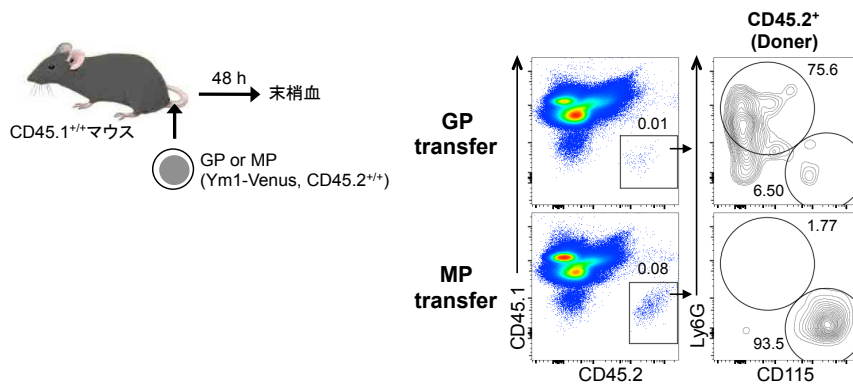 48 h
末梢血
CD45.1+/+マウス
GP or MP
(Ym1-Venus, CD45.2+/+)
CD45.2+
(Doner)
GP
transfer
0.01
75.6
6.50
MP
transfer
0.08
1.77
93.5
CD45.1
Ly6G
CD45.2
CD115